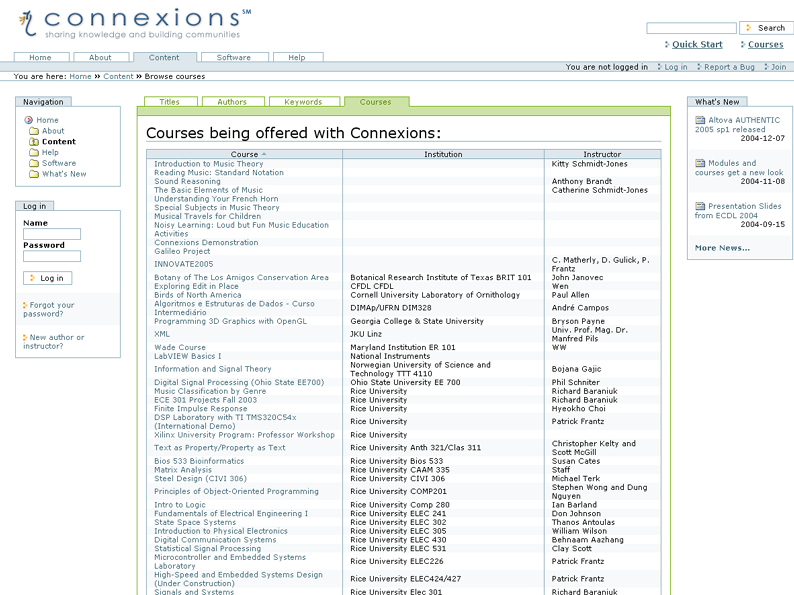 connexions SM
sharing knowledge and building communities
Search
Quick Start Courses
Home About Content Software Help
You are not logged in Log in Report a Bug Join
You are here: Home » Content » Browse courses
Navigation
Home
About
Content
Help
Software
What's New
Log in
Name
Password
Log in
Forgot your
password?
New author or
instructor?
Titles Authors Keywords Courses
Courses being offered with Connexions:
Course Institution Instructor
Introduction to Music Theory Kitty Schmidt-Jones
Reading Music: Standard Notation
Sound Reasoning Anthony Brandt
The Basic Elements of Music Catherine Schmidt-Jones
Understanding Your French Horn
Special Subjects in Music Theory
Musical Travels for Children
Noisy Learning: Loud but Fun Music Education
Activities
Connexions Demonstration
Galileo Project
INNOVATE2005 C. Matherly, D. Gulick, P.
Frantz
Botany of The Los Amigos Conservation Area Botanical Research Institute of Texas BRIT 101 John Janovec
Exploring Edit in Place CFDL CFDL Wen
Birds of North America Cornell University Laboratory of Ornithology Paul Allen
Algoritmos e Estruturas de Dados - Curso
Intermediário DIMAp/UFRN DIM328 André Campos
Programming 3D Graphics with OpenGL Georgia College & State University Bryson Payne
XML JKU Linz Univ. Prof. Mag. Dr.
Manfred Pils
Wade Course Maryland Institution ER 101 WW
LabVIEW Basics I National Instruments
Information and Signal Theory Norwegian University of Science and
Technology TTT 4110 Bojana Gajic
Digital Signal Processing (Ohio State EE700) Ohio State University EE 700 Phil Schniter
Music Classification by Genre Rice University Richard Baraniuk
ECE 301 Projects Fall 2003 Rice University Richard Baraniuk
Finite Impulse Response Rice University Hyeokho Choi
DSP Laboratory with TI TMS320C54x
(International Demo) Rice University Patrick Frantz
Xilinx University Program: Professor Workshop Rice University
Text as Property/Property as Text Rice University Anth 321/Clas 311 Christopher Kelty and
Scott McGill
Bios 533 Bioinformatics Rice University Bios 533 Susan Cates
Matrix Analysis Rice University CAAM 335 Staff
Steel Design (CIVI 306) Rice University CIVI 306 Michael Terk
Principles of Object-Oriented Programming Rice University COMP201 Stephen Wong and Dung
Nguyen
Intro to Logic Rice University Comp 280 Ian Barland
Fundamentals of Electrical Engineering I Rice University ELEC 241 Don Johnson
State Space Systems Rice University ELEC 302 Thanos Antoulas
Introduction to Physical Electronics Rice University ELEC 305 William Wilson
Digital Communication Systems Rice University ELEC 430 Behnaam Aazhang
Statistical Signal Processing Rice University ELEC 531 Clay Scott
Microcontroller and Embedded Systems
Laboratory Rice University ELEC226 Patrick Frantz
High-Speed and Embedded Systems Design
(Under Construction) Rice University ELEC424/427 Patrick Frantz
Signals and Systems Rice University Elec 301 Richard Baraniuk
What's New
Altova AUTHENTIC
2005 sp1 released
2004-12-07
Modules and
courses get a new look
2004-11-08
Presentation Slides
from ECDL 2004
2004-09-15
More News...